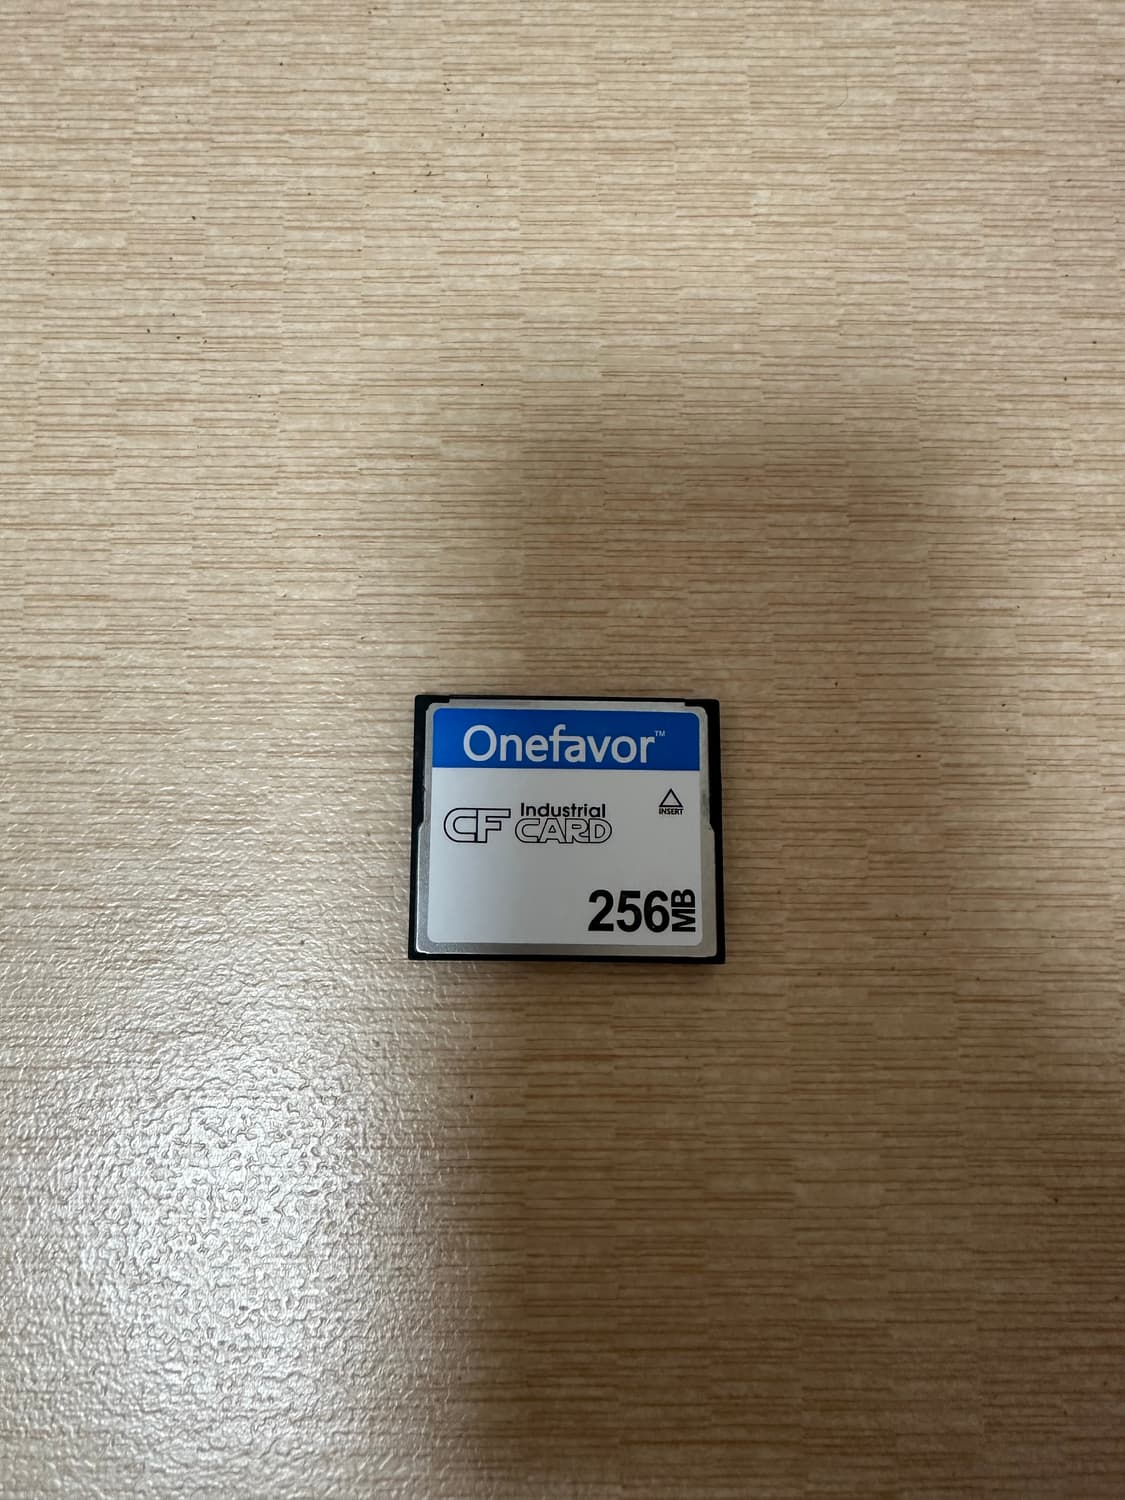 Onefavor™
CF Industrial CARD
INSERT
256MB